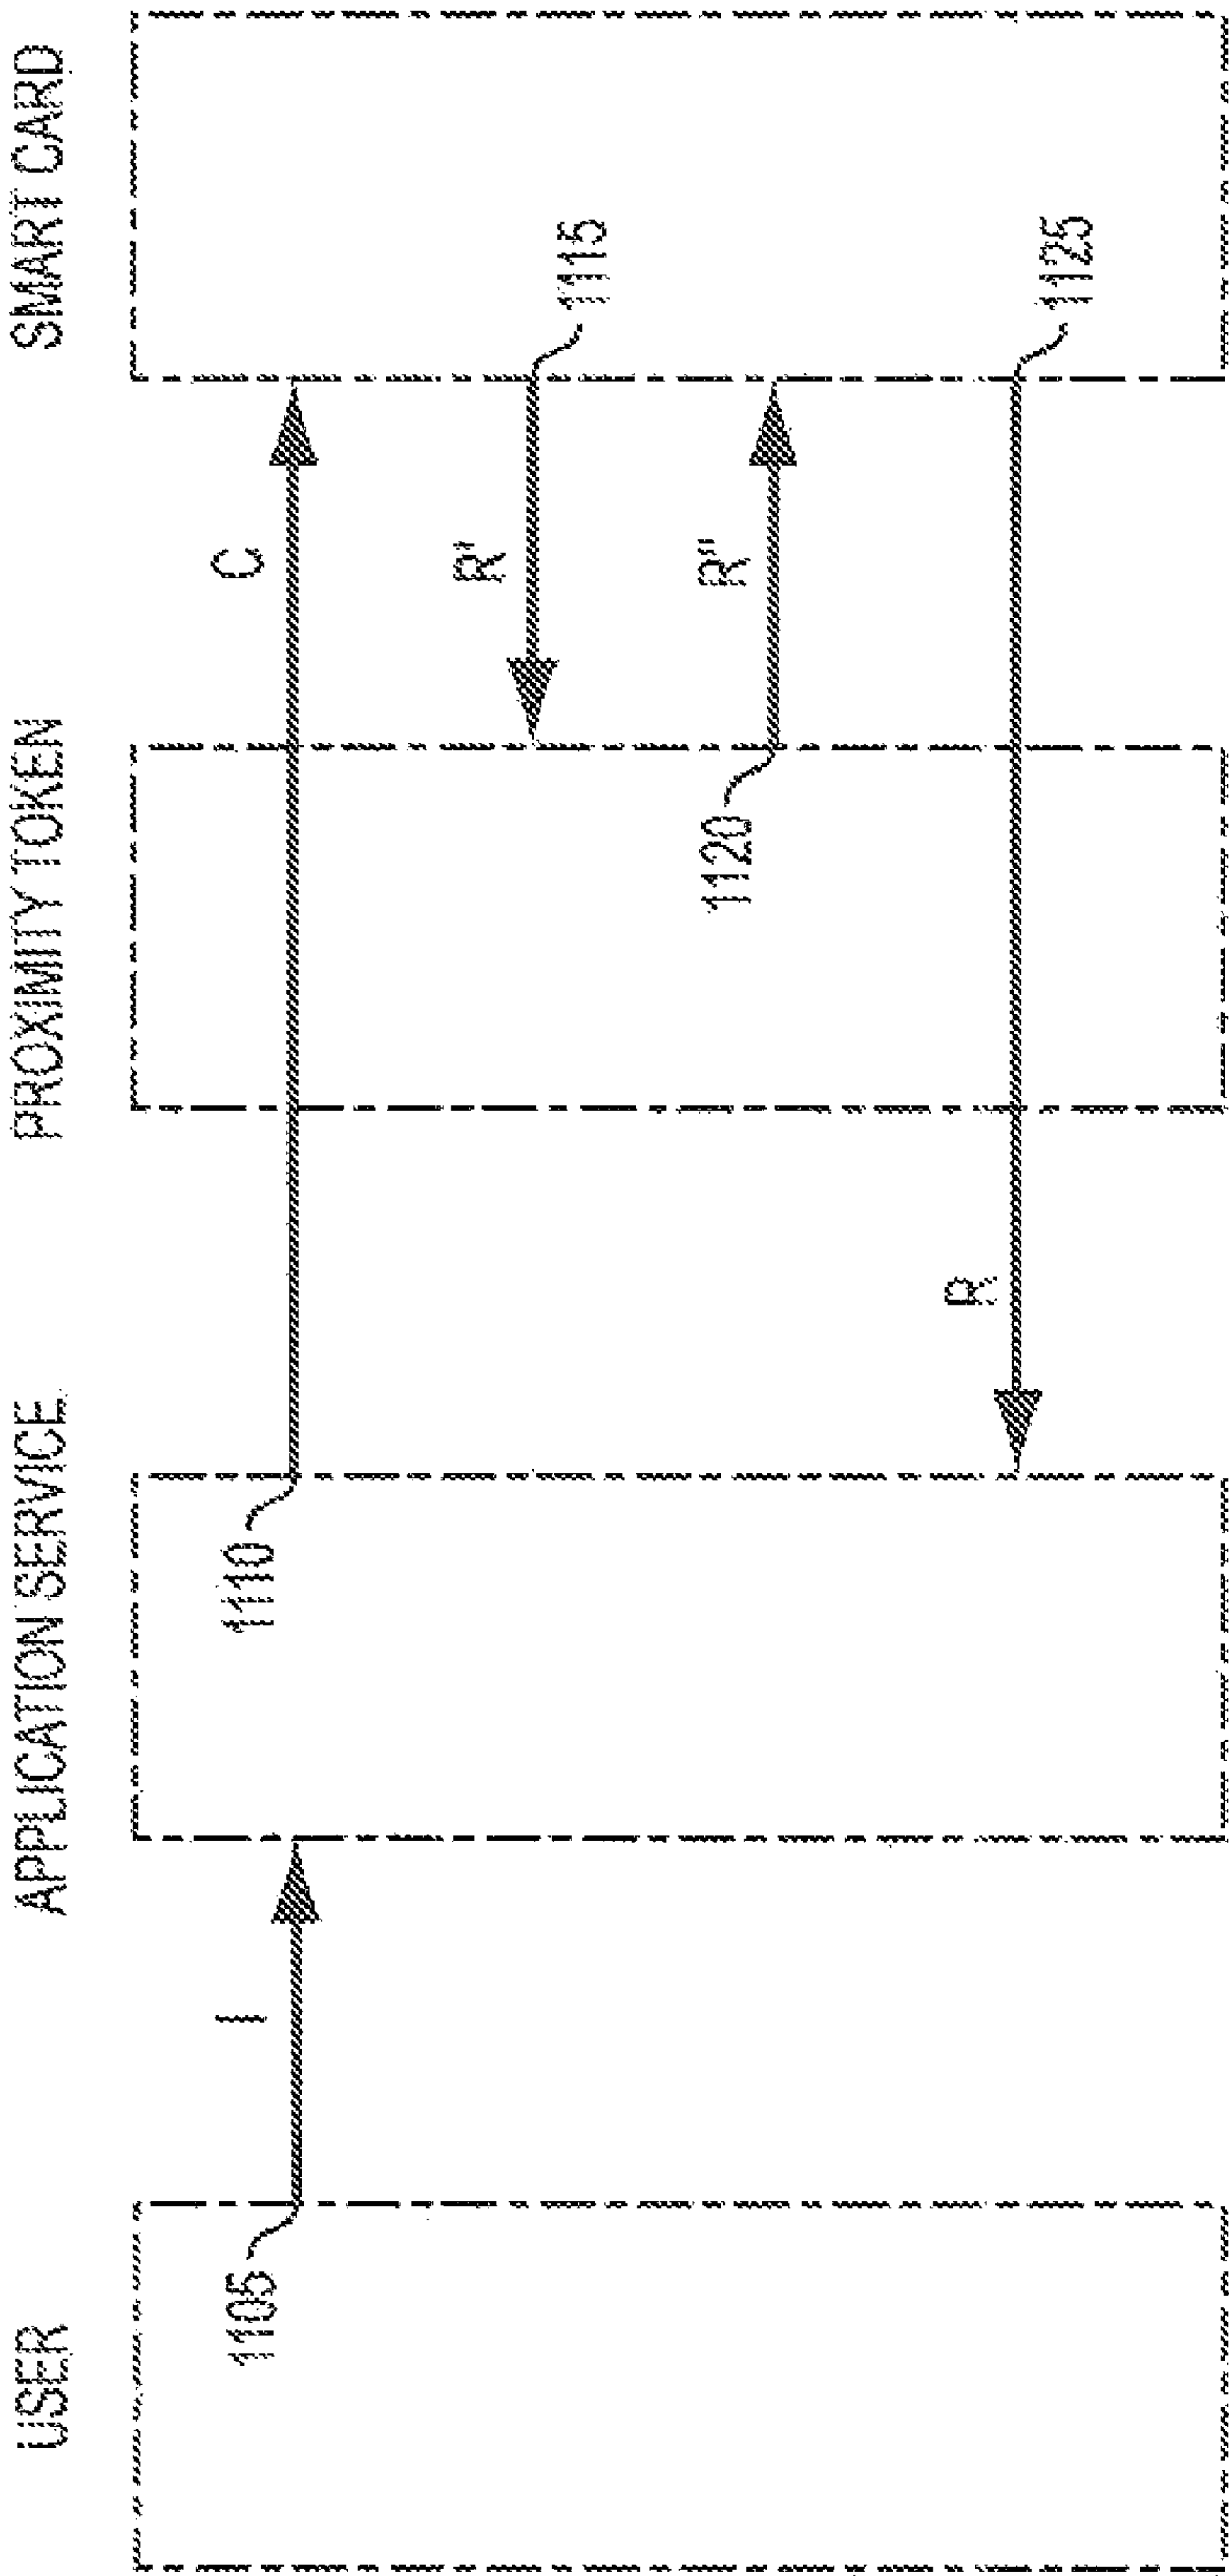 USER
APPLICATION SERVICE
PROXIMITY TOKEN
SMART CARD
1105
I
1110
C
R'
1115
1120
R"
R
1125